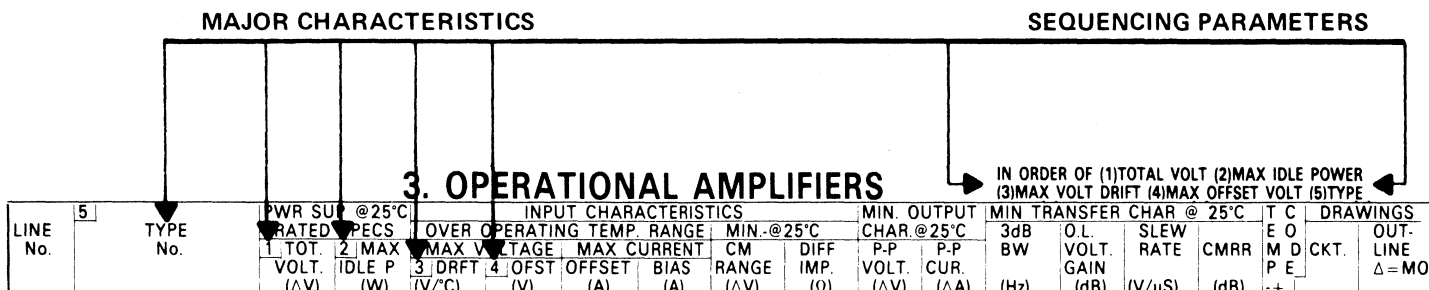 MAJOR CHARACTERISTICS
SEQUENCING PARAMETERS
3. OPERATIONAL AMPLIFIERS
IN ORDER OF (1)TOTAL VOLT (2)MAX IDLE POWER
(3)MAX VOLT DRIFT (4)MAX OFFSET VOLT (5)TYPE
5 PWR SUP @25°C INPUT CHARACTERISTICS MIN. OUTPUT MIN TRANSFER CHAR @ 25°C T C DRAWINGS
LINE TYPE RATED SPECS OVER OPERATING TEMP. RANGE MIN.-@25°C CHAR.@25°C 3dB O.L. SLEW E O OUT-
No. No. 1 TOT. 2 MAX MAX VOLTAGE MAX CURRENT CM DIFF P-P P-P BW GAIN RATE CMRR M D CKT. LINE
VOLT. IDLE P 3 DRFT 4 OFST OFFSET BIAS RANGE IMP. VOLT. CUR. P E Δ=MO
(ΔV) (W) (V/°C) (V) (A) (A) (ΔV) (Ω) (ΔV) (ΔA) (Hz) (dB) (V/uS) (dB) -+